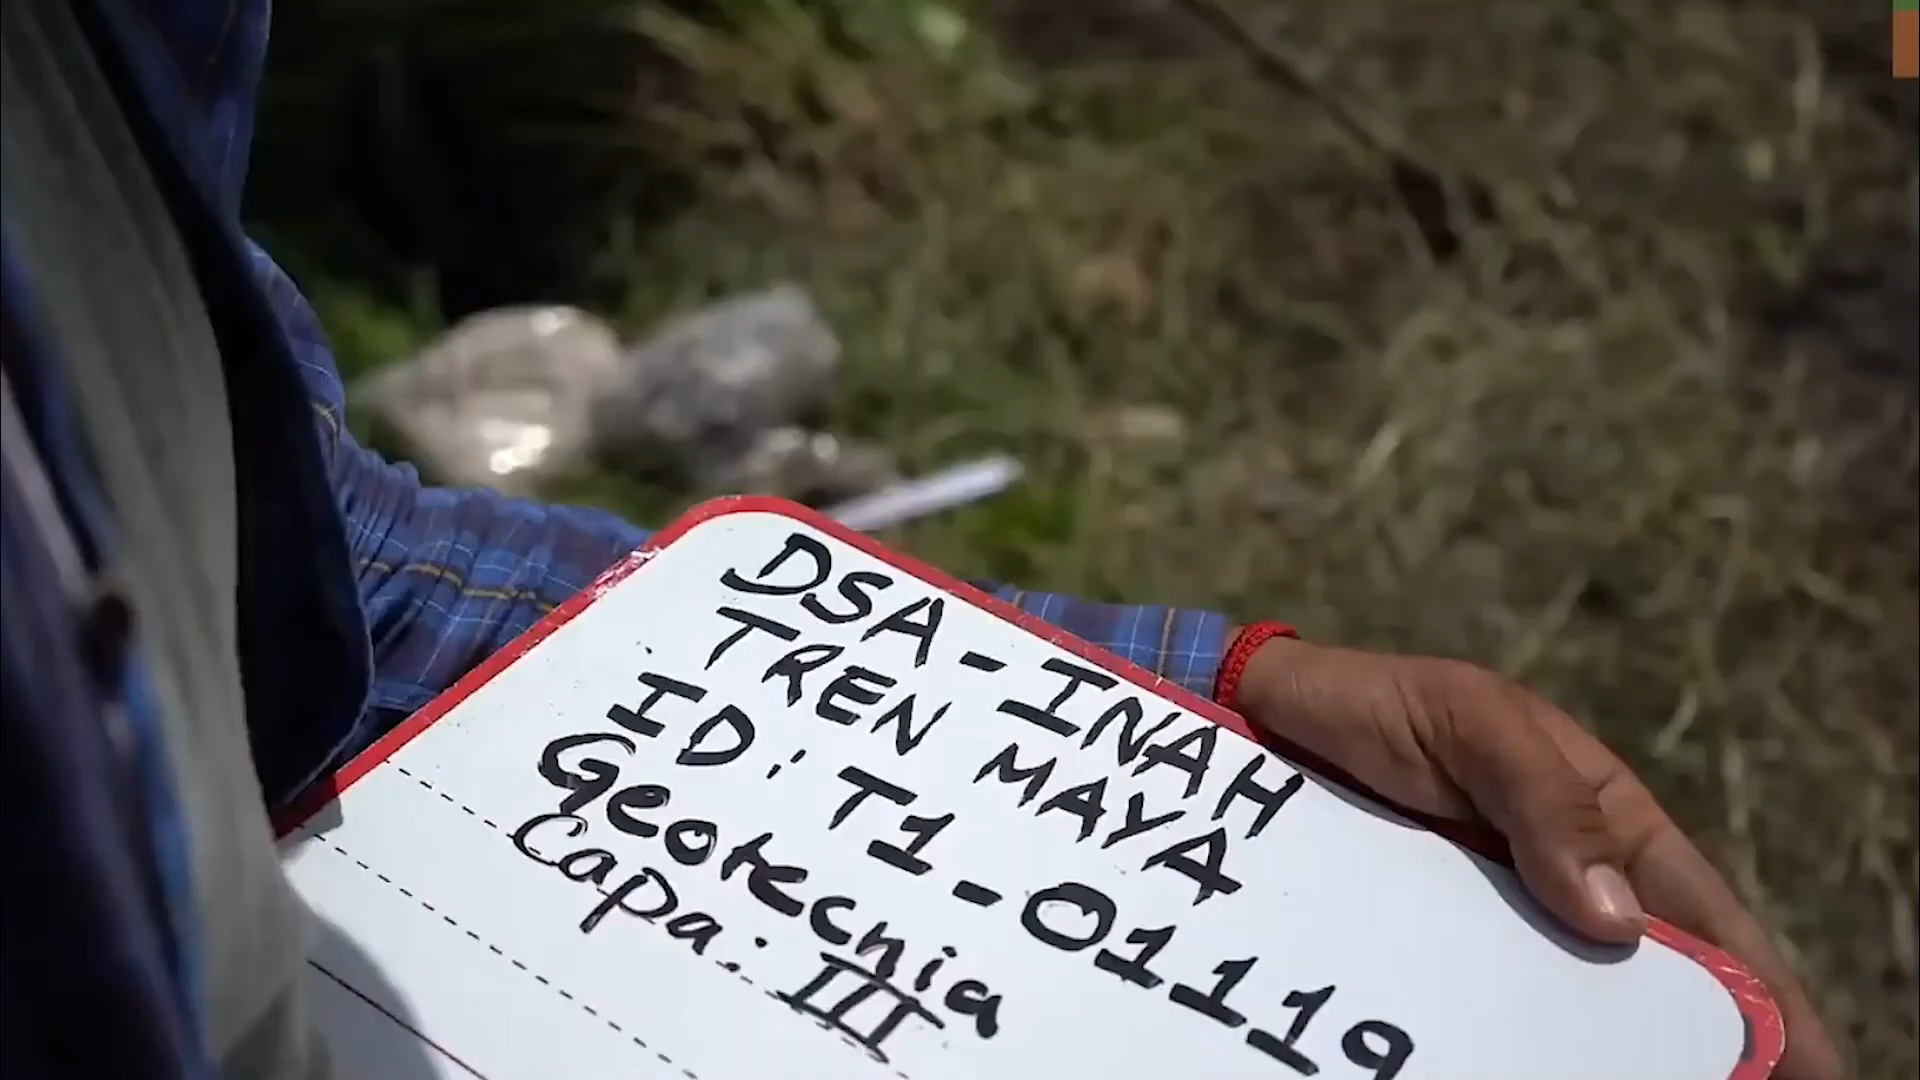 DSA-INAH
TREN MAYA
ID: T1-01119
Geotecnia
Capa: III